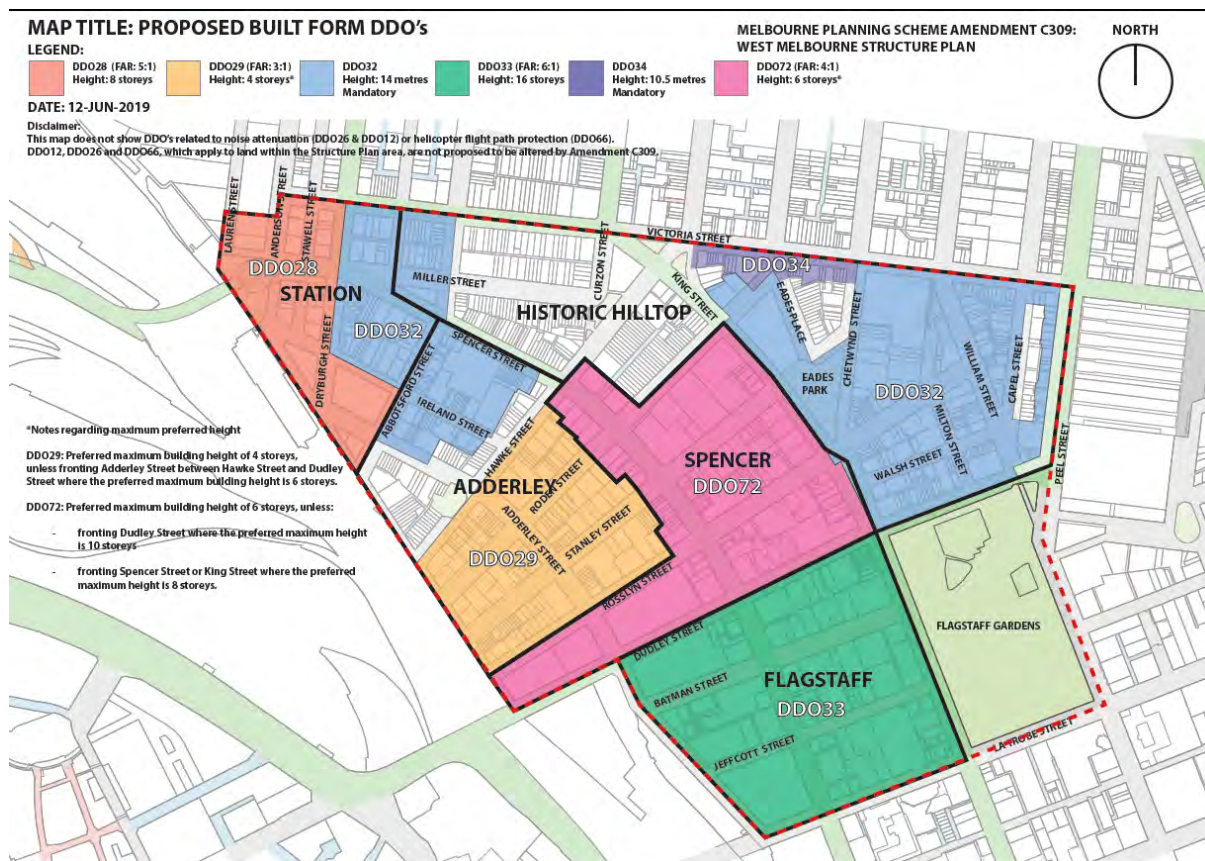 MAP TITLE: PROPOSED BUILT FORM DDO's
MELBOURNE PLANNING SCHEME AMENDMENT C309:
WEST MELBOURNE STRUCTURE PLAN
NORTH
LEGEND:
DDO28 (FAR: 5:1)
Height: 8 storeys
DDO29 (FAR: 3:1)
Height: 4 storeys*
DDO32
Height: 14 metres
Mandatory
DDO33 (FAR: 6:1)
Height: 16 storeys
DDO34
Height: 10.5 metres
Mandatory
DDO72 (FAR: 4:1)
Height: 6 storeys*
DATE: 12-JUN-2019
Disclaimer:
This map does not show DDO's related to noise attenuation (DDO26 & DDO12) or helicopter flight path protection (DDO66).
DDO12, DDO26 and DDO66, which apply to land within the Structure Plan area, are not proposed to be altered by Amendment C309.
LAUREN STREET
ANDERSON STREET
STAWELL STREET
VICTORIA STREET
CURZON STREET
KING STREET
DDO28
STATION
MILLER STREET
DDO34
EADES PLACE
HISTORIC HILLTOP
DDO32
SPENCER STREET
DRYBURGH STREET
ABBOTSFORD STREET
IRELAND STREET
CHETWYND STREET
EADES
PARK
DDO32
WILLIAM STREET
CAPEL STREET
MILTON STREET
WALSH STREET
PEEL STREET
*Notes regarding maximum preferred height
DDO29: Preferred maximum building height of 4 storeys,
unless fronting Adderley Street between Hawke Street and Dudley
Street where the preferred maximum building height is 6 storeys.
DDO72: Preferred maximum building height of 6 storeys, unless:
- fronting Dudley Street where the preferred maximum height
is 10 storeys
- fronting Spencer Street or King Street where the preferred
maximum height is 8 storeys.
HAWKE STREET
ADDERLEY
RODEN STREET
ADDERLEY STREET
STANLEY STREET
DDO29
SPENCER
DDO72
ROSSLYN STREET
DUDLEY STREET
FLAGSTAFF GARDENS
BATMAN STREET
FLAGSTAFF
DDO33
JEFFCOTT STREET
LA TROBE STREET